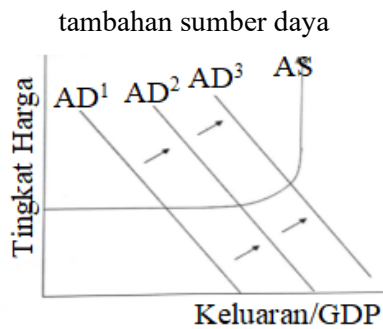 tambahan sumber daya
AD¹ AD² AD³ AS
Tingkat Harga
Keluaran/GDP